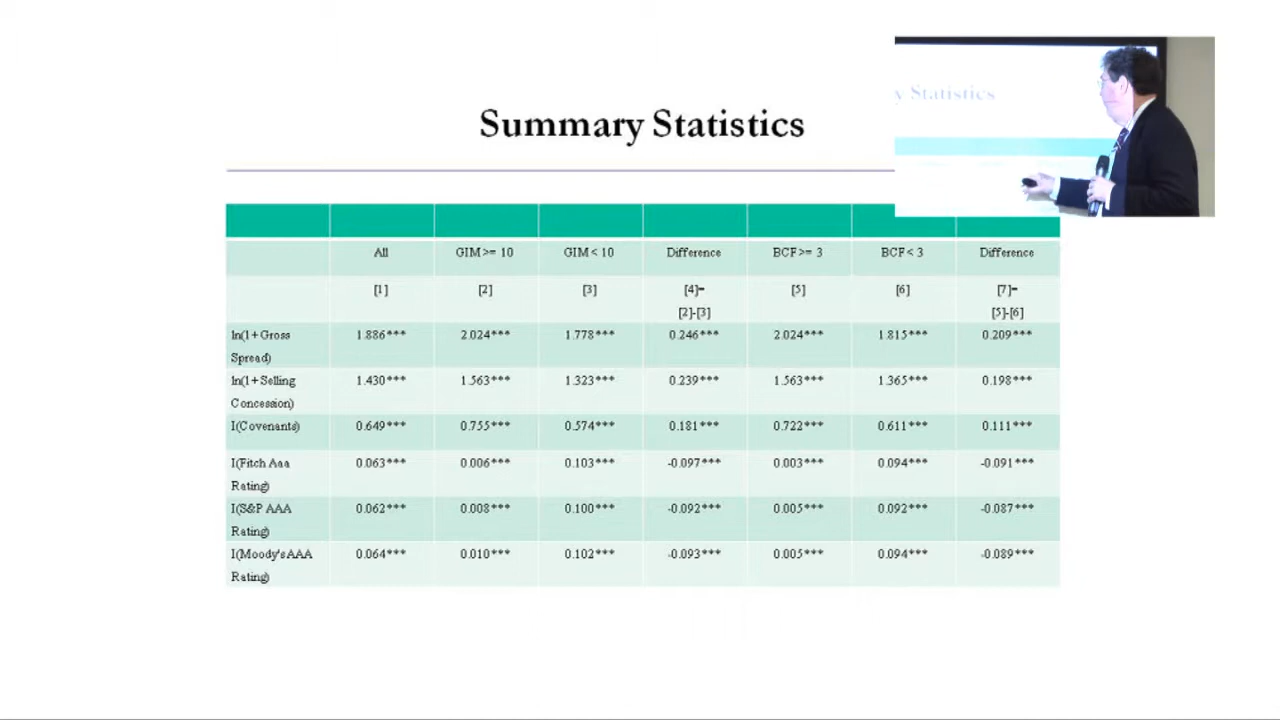 Summary Statistics
y Statistics
All GIM >= 10 GIM < 10 Difference BCF >= 3 BCF < 3 Difference
[1] [2] [3] [4]= [5] [6] [7]=
[2]-[3] [5]-[6]
ln(1+Gross 1.886*** 2.024*** 1.778*** 0.246*** 2.024*** 1.815*** 0.209***
Spread)
ln(1+Selling 1.430*** 1.563*** 1.323*** 0.239*** 1.563*** 1.365*** 0.198***
Concession)
I(Covenants) 0.649*** 0.755*** 0.574*** 0.181*** 0.722*** 0.611*** 0.111***
I(Fitch Aaa 0.063*** 0.006*** 0.103*** -0.097*** 0.003*** 0.094*** -0.091***
Rating)
I(S&P AAA 0.062*** 0.008*** 0.100*** -0.092*** 0.005*** 0.092*** -0.087***
Rating)
I(Moody's AAA 0.064*** 0.010*** 0.102*** -0.093*** 0.005*** 0.094*** -0.089***
Rating)